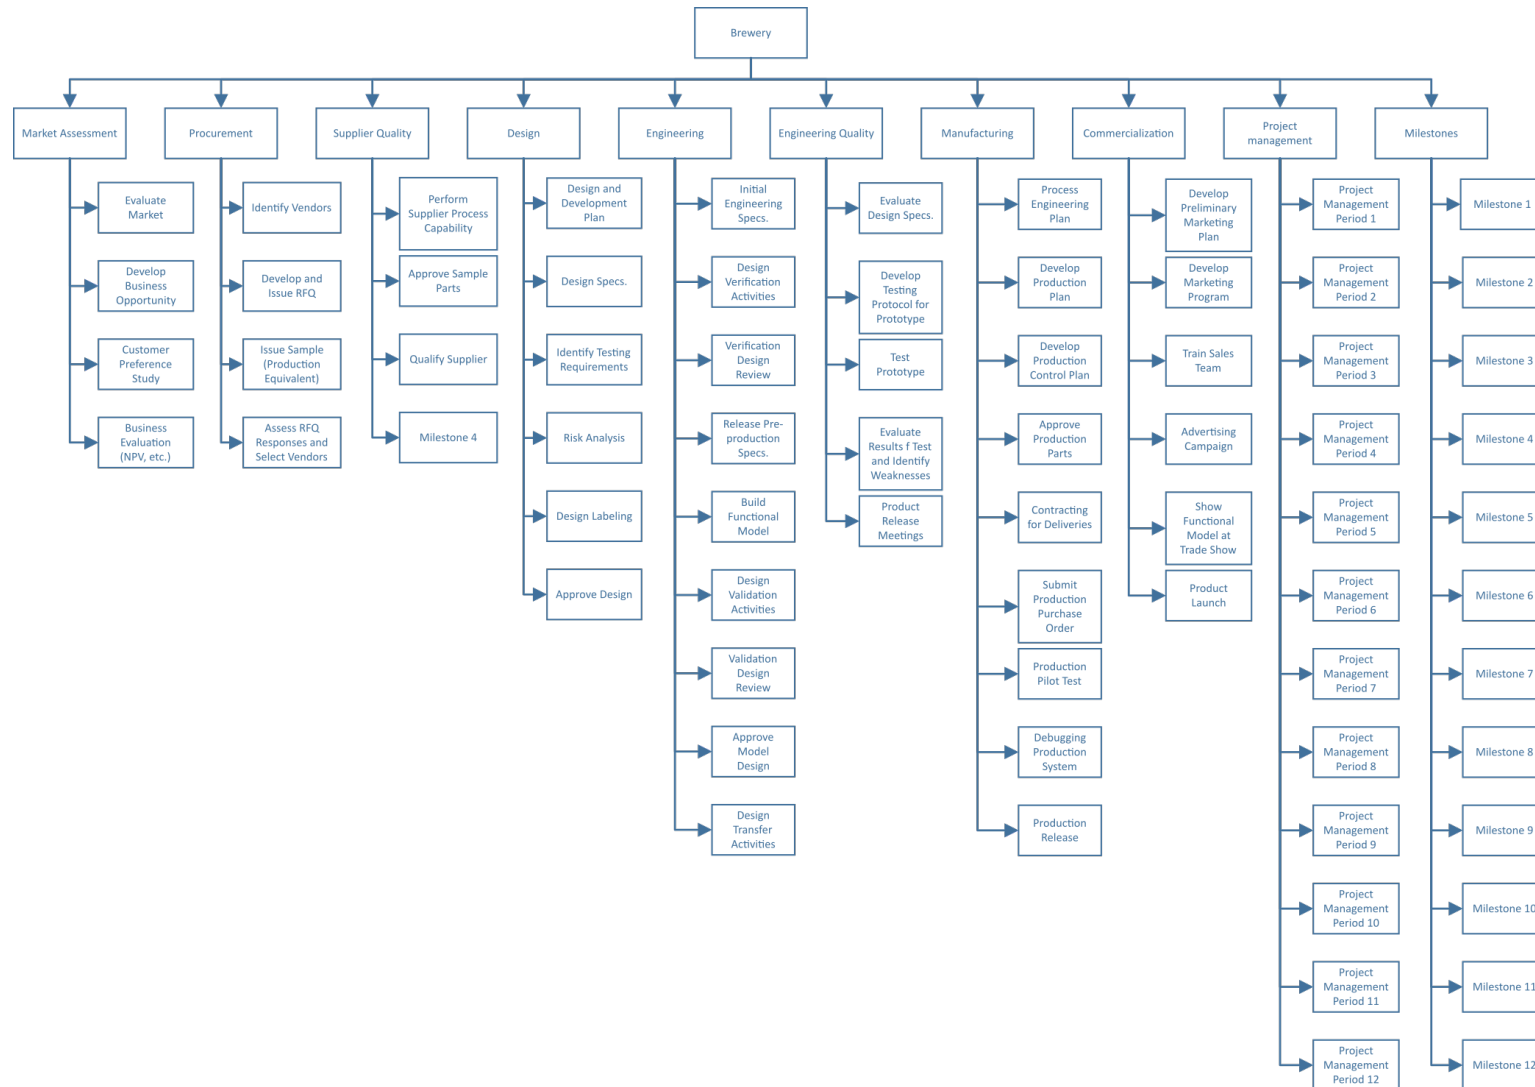 Brewery
Market Assessment
Procurement
Supplier Quality
Design
Engineering
Engineering Quality
Manufacturing
Commercialization
Project
management
Milestones
Evaluate
Market
Develop
Business
Opportunity
Customer
Preference
Study
Business
Evaluation
(NPV, etc.)
Identify Vendors
Develop and
Issue RFQ
Issue Sample
(Production
Equivalent)
Assess RFQ
Responses and
Select Vendors
Perform
Supplier Process
Capability
Approve Sample
Parts
Qualify Supplier
Milestone 4
Design and
Development
Plan
Design Specs.
Identify Testing
Requirements
Risk Analysis
Design Labeling
Approve Design
Initial
Engineering
Specs.
Design
Verification
Activities
Verification
Design
Review
Release Pre-
production
Specs.
Build
Functional
Model
Design
Validation
Activities
Validation
Design
Review
Approve
Model
Design
Design
Transfer
Activities
Evaluate
Design Specs.
Develop
Testing
Protocol for
Prototype
Test
Prototype
Evaluate
Results f Test
and Identify
Weaknesses
Product
Release
Meetings
Process
Engineering
Plan
Develop
Production
Plan
Develop
Production
Control Plan
Approve
Production
Parts
Contracting
for Deliveries
Submit
Production
Purchase
Order
Production
Pilot Test
Debugging
Production
System
Production
Release
Develop
Preliminary
Marketing
Plan
Develop
Marketing
Program
Train Sales
Team
Advertising
Campaign
Show
Functional
Model at
Trade Show
Product
Launch
Project
Management
Period 1
Project
Management
Period 2
Project
Management
Period 3
Project
Management
Period 4
Project
Management
Period 5
Project
Management
Period 6
Project
Management
Period 7
Project
Management
Period 8
Project
Management
Period 9
Project
Management
Period 10
Project
Management
Period 11
Project
Management
Period 12
Milestone 1
Milestone 2
Milestone 3
Milestone 4
Milestone 5
Milestone 6
Milestone 7
Milestone 8
Milestone 9
Milestone 10
Milestone 11
Milestone 12